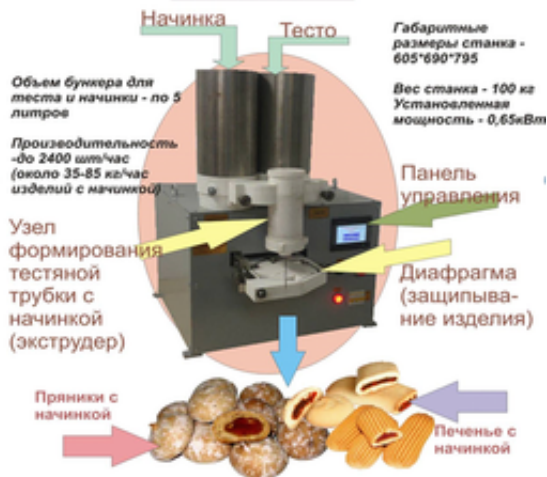 Начинка
Тесто
Габаритные
размеры станка -
605*690*795
Вес станка - 100 кг
Установленная
мощность - 0,65кВт
Объем бункера для
теста и начинки - по 5
литров
Производительность
-до 2400 шт/час
(около 35-85 кг/час
изделий с начинкой)
Панель
управления
Узел
формирования
тестяной
трубки с
начинкой
(экструдер)
Диафрагма
(защипыва-
ние изделия)
Пряники с
начинкой
Печенье с
начинкой